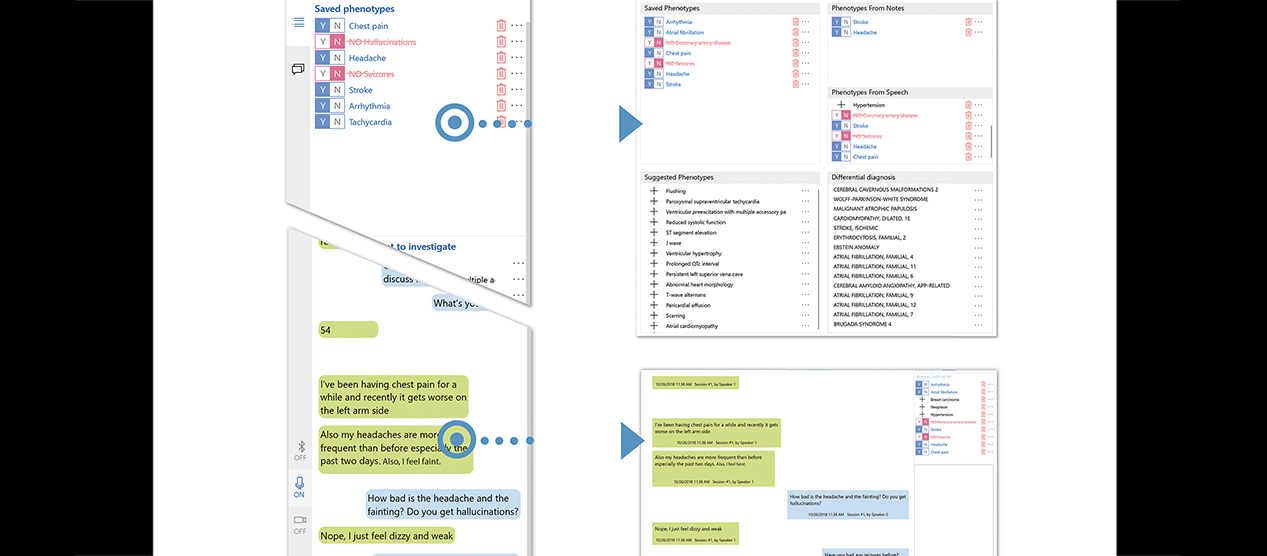 Saved phenotypes
Y N Chest pain
Y N NO Hallucinations
Y N Headache
Y N NO Seizures
Y N Stroke
Y N Arrhythmia
Y N Tachycardia
t to investigate
discuss
ltiple a
What's yo
54
I've been having chest pain for a
while and recently it gets worse on
the left arm side
Also my headaches are more
frequent than before especially the
past two days. Also, I feel faint.
How bad is the headache and the
fainting? Do you get hallucinations?
Nope, I just feel dizzy and weak
OFF
ON
OFF
Saved Phenotypes
Y N Arrhythmia
Y N Atrial fibrillation
Y N NO Coronary artery disease
Y N Chest pain
Y N NO Seizures
Y N Headache
Y N Stroke
Phenotypes From Notes
Y N Stroke
Y N Headache
Phenotypes From Speech
Hypertension
Y N NO Coronary artery disease
Y N Stroke
Y N NO Seizures
Y N Headache
Y N Chest pain
Suggested Phenotypes
Flushing
Paroxysmal supraventricular tachycardia
Ventricular preexcitation with multiple accessory pa
Reduced systolic function
ST segment elevation
J wave
Ventricular hypertrophy
Prolonged QTc interval
Persistent left superior vena cava
Abnormal heart morphology
T-wave alternans
Pericardial effusion
Scarring
Atrial cardiomyopathy
Differential diagnosis
CEREBRAL CAVERNOUS MALFORMATIONS 2
WOLFF-PARKINSON-WHITE SYNDROME
MALIGNANT ATROPHIC PAPULOSIS
CARDIOMYOPATHY, DILATED, 1E
STROKE, ISCHEMIC
ERYTHROCYTOSIS, FAMILIAL, 2
EBSTEIN ANOMALY
ATRIAL FIBRILLATION, FAMILIAL, 4
ATRIAL FIBRILLATION, FAMILIAL, 11
ATRIAL FIBRILLATION, FAMILIAL, 6
CEREBRAL AMYLOID ANGIOPATHY, APP-RELATED
ATRIAL FIBRILLATION, FAMILIAL, 9
ATRIAL FIBRILLATION, FAMILIAL, 12
ATRIAL FIBRILLATION, FAMILIAL, 7
BRUGADA SYNDROME 4
10/26/2018 11:38 AM Session #1, by Speaker 1
I've been having chest pain for a while and recently it gets
worse on the left arm side
10/26/2018 11:38 AM Session #1, by Speaker 1
Also my headaches are more frequent than before
especially the past two days. Also, I feel faint.
10/26/2018 11:38 AM Session #1, by Speaker 1
How bad is the headache and the fainting? Do you get
hallucinations?
10/26/2018 11:38 AM Session #1, by Speaker 0
Nope, I just feel dizzy and weak
10/26/2018 11:38 AM Session #1, by Speaker 1
Have you had any seizures before?
Are you looking for
Y N Arrhythmia
Y N Atrial fibrillation
Breast carcinoma
Neoplasm
Hypertension
Y N NO Coronary artery disease
Y N Stroke
Y N NO Seizures
Y N Headache
Y N Chest pain